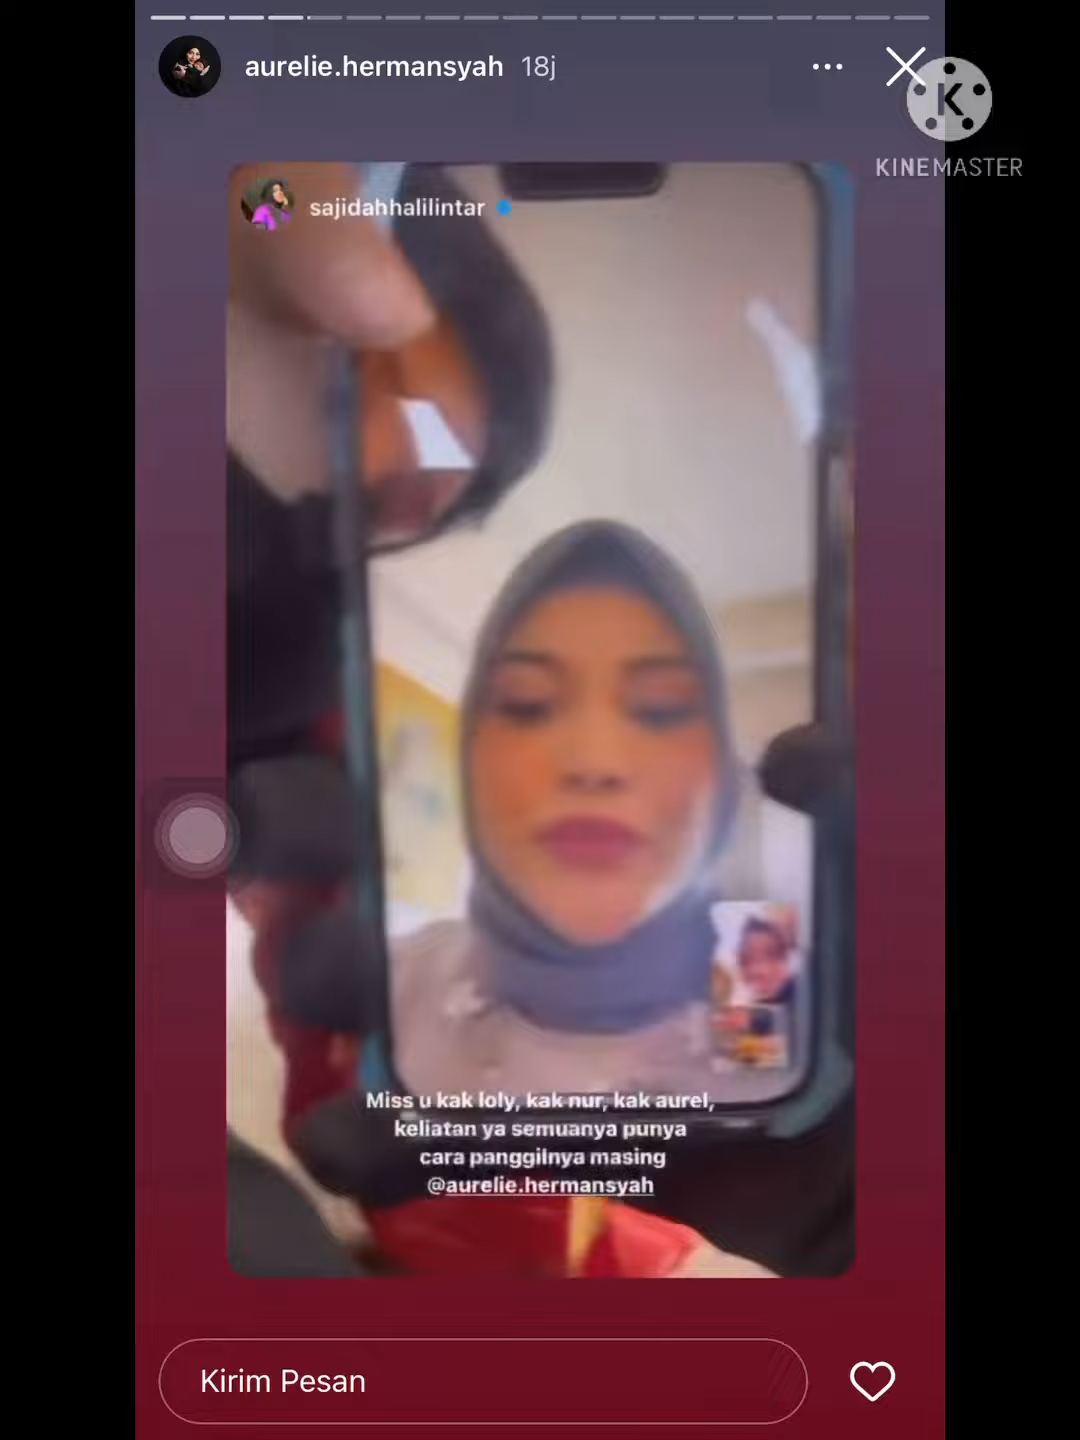 aurelie.hermansyah 18j
K
KINEMASTER
sajidahhalilintar
Miss u kak loly, kak nur, kak aurel,
keliatan ya semuanya punya
cara panggilnya masing
@aurelie.hermansyah
Kirim Pesan